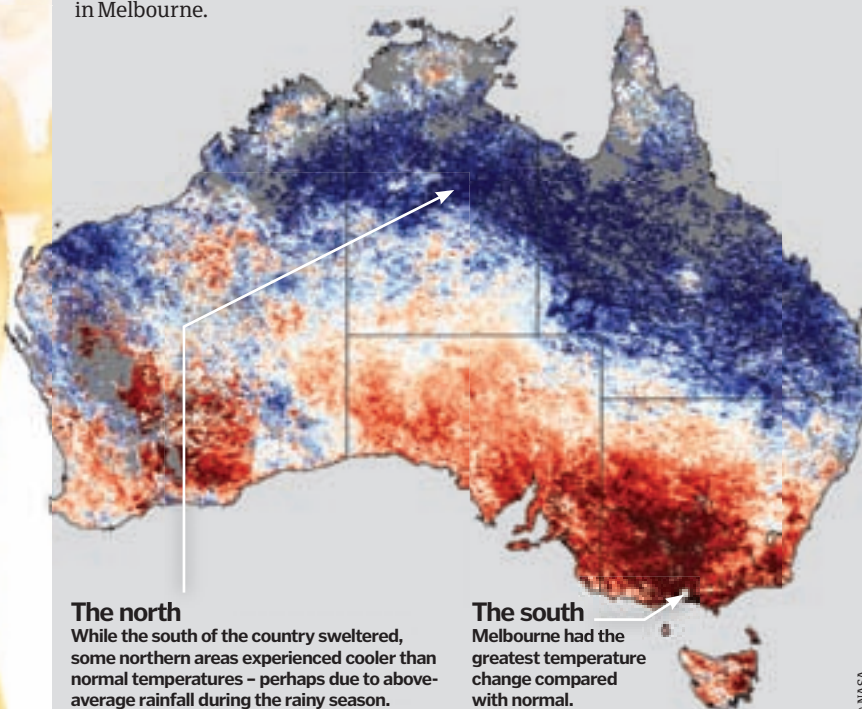 in Melbourne.
The north
While the south of the country sweltered,
some northern areas experienced cooler than
normal temperatures – perhaps due to above-
average rainfall during the rainy season.
The south
Melbourne had the
greatest temperature
change compared
with normal.
NASA